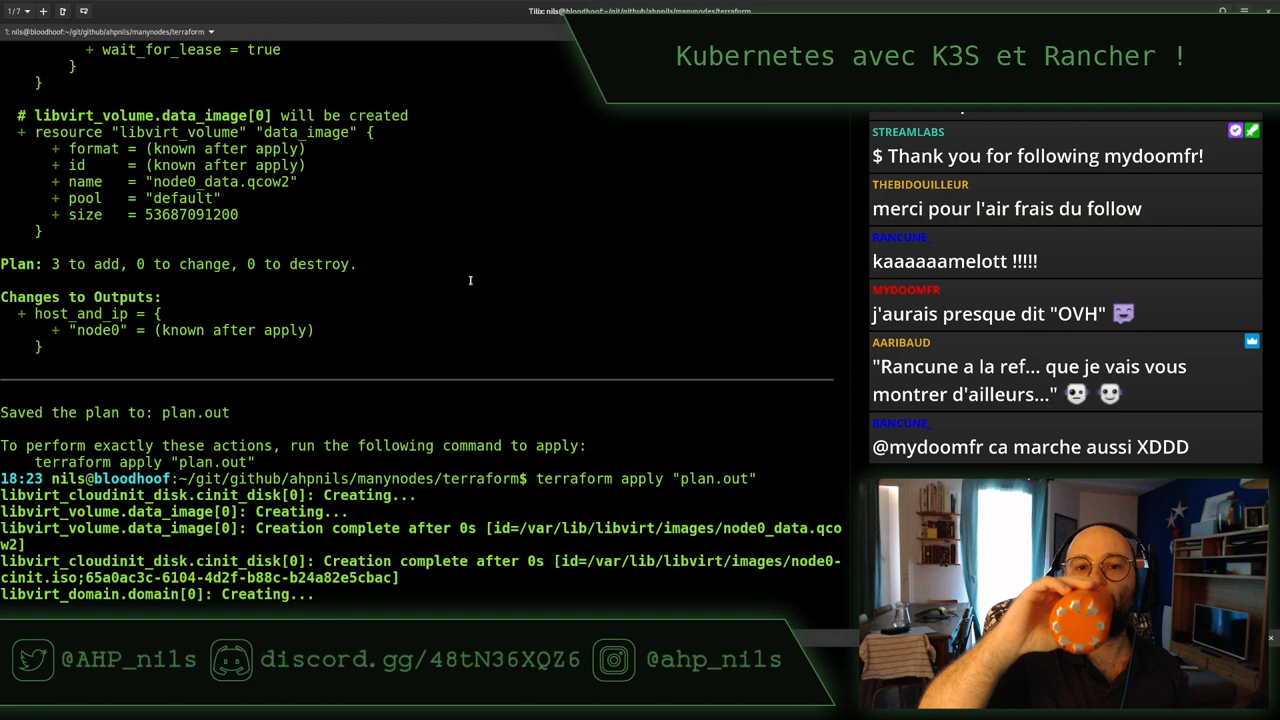 1/7
Tilix: nils@bloodhoof:~/git/github/ahpnils/manynodes/terraform
1: nils@bloodhoof:~/git/github/ahpnils/manynodes/terraform
Kubernetes avec K3S et Rancher !
+ wait_for_lease = true
}
}
# libvirt_volume.data_image[0] will be created
+ resource "libvirt_volume" "data_image" {
+ format = (known after apply)
+ id     = (known after apply)
+ name   = "node0_data.qcow2"
+ pool   = "default"
+ size   = 53687091200
}
Plan: 3 to add, 0 to change, 0 to destroy.
Changes to Outputs:
+ host_and_ip = {
+ "node0" = (known after apply)
}
Saved the plan to: plan.out
To perform exactly these actions, run the following command to apply:
terraform apply "plan.out"
18:23 nils@bloodhoof:~/git/github/ahpnils/manynodes/terraform$ terraform apply "plan.out"
libvirt_cloudinit_disk.cinit_disk[0]: Creating...
libvirt_volume.data_image[0]: Creating...
libvirt_volume.data_image[0]: Creation complete after 0s [id=/var/lib/libvirt/images/node0_data.qco
w2]
libvirt_cloudinit_disk.cinit_disk[0]: Creation complete after 0s [id=/var/lib/libvirt/images/node0-
cinit.iso;65a0ac3c-6104-4d2f-b88c-b24a82e5cbac]
libvirt_domain.domain[0]: Creating...
STREAMLABS
$ Thank you for following mydoomfr!
THEBIDOUILLEUR
merci pour l'air frais du follow
RANCUNE_
kaaaaaamelott !!!!!
MYDOOMFR
j'aurais presque dit "OVH"
AARIBAUD
"Rancune a la ref... que je vais vous
montrer d'ailleurs..."
RANCUNE_
@mydoomfr ca marche aussi XDDD
@AHP_nils
discord.gg/48tN36XQZ6
@ahp_nils